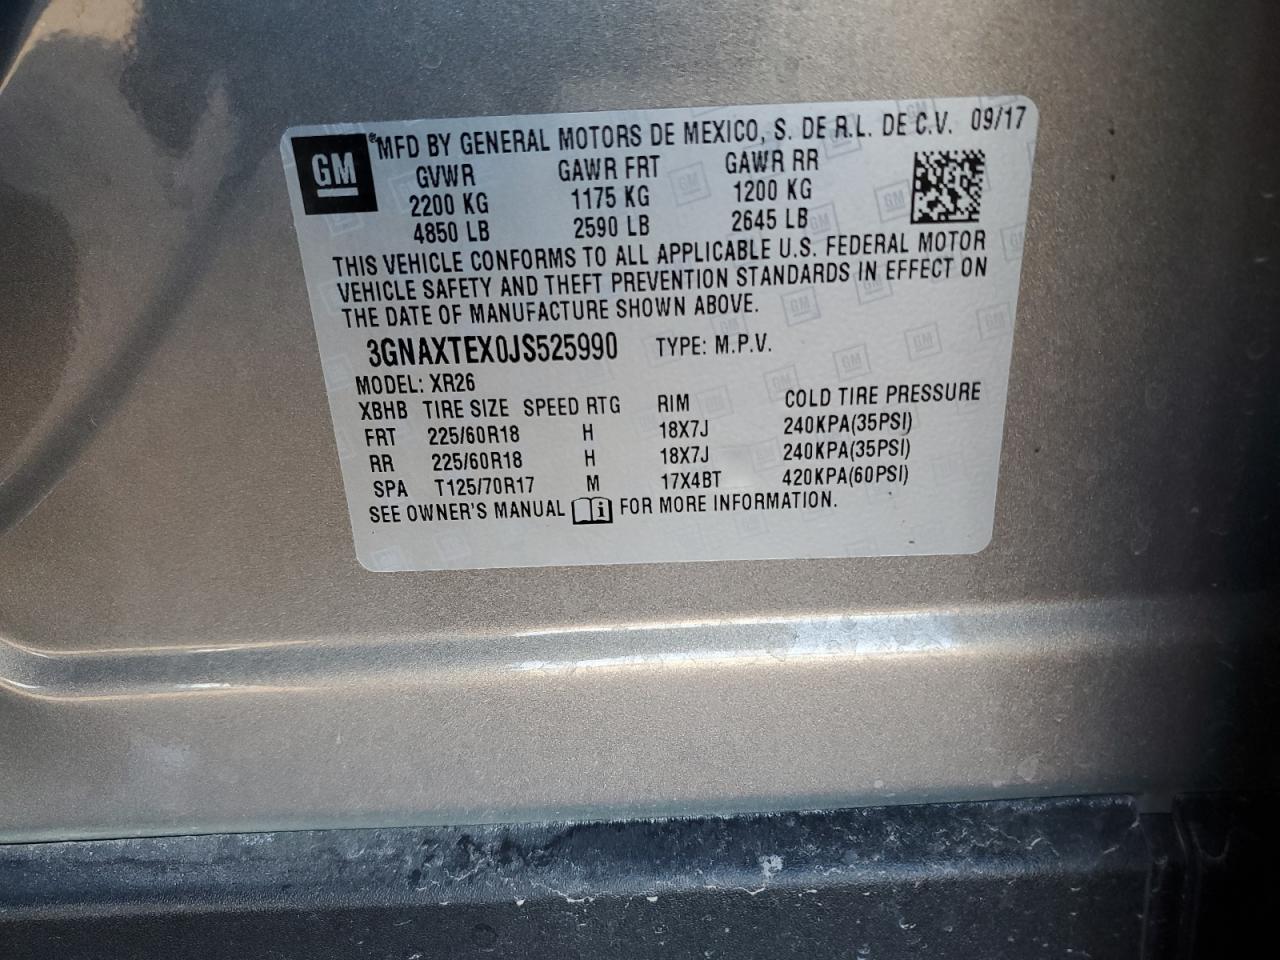 GM
®MFD BY GENERAL MOTORS DE MEXICO, S. DE R.L. DE C.V. 09/17
GVWR GAWR FRT GAWR RR
2200 KG 1175 KG 1200 KG
4850 LB 2590 LB 2645 LB
THIS VEHICLE CONFORMS TO ALL APPLICABLE U.S. FEDERAL MOTOR
VEHICLE SAFETY AND THEFT PREVENTION STANDARDS IN EFFECT ON
THE DATE OF MANUFACTURE SHOWN ABOVE.
3GNAXTEX0JS525990 TYPE: M.P.V.
MODEL: XR26
XBHB TIRE SIZE SPEED RTG RIM COLD TIRE PRESSURE
FRT 225/60R18 H 18X7J 240KPA(35PSI)
RR 225/60R18 H 18X7J 240KPA(35PSI)
SPA T125/70R17 M 17X4BT 420KPA(60PSI)
SEE OWNER'S MANUAL i FOR MORE INFORMATION.